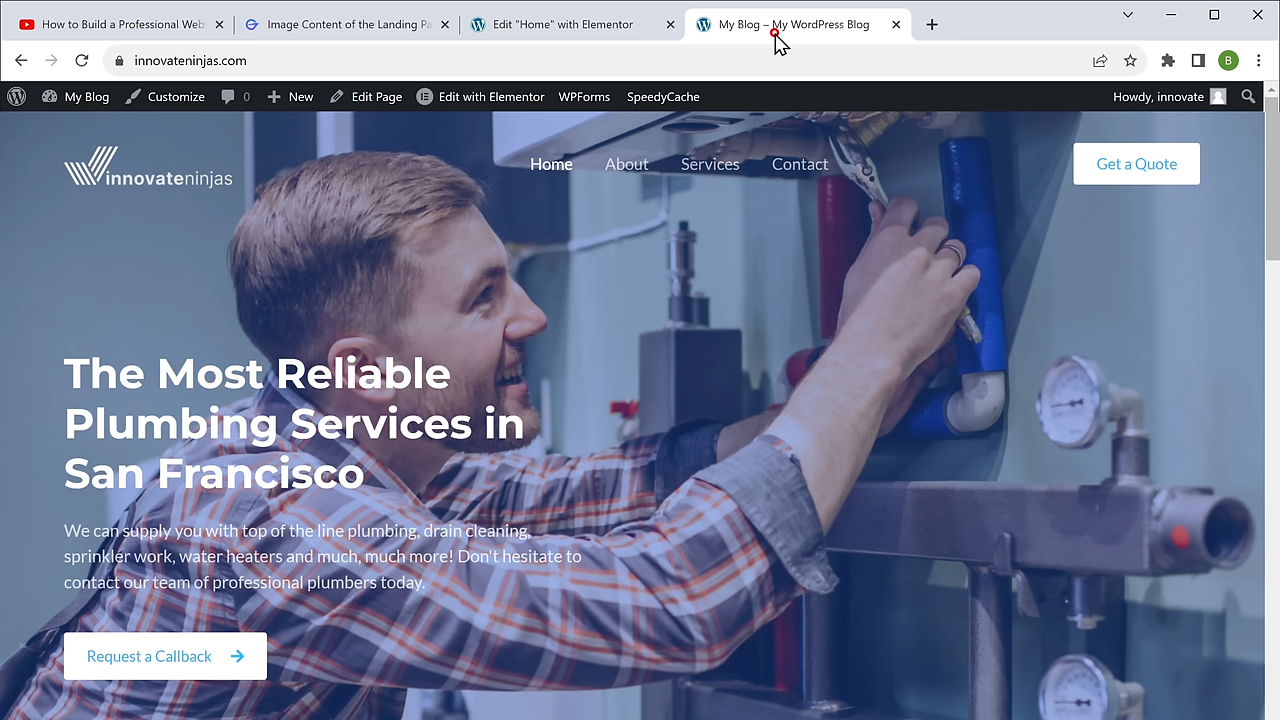 How to Build a Professional Web
Image Content of the Landing Pa
Edit "Home" with Elementor
My Blog – My WordPress Blog
innovateninjas.com
B
My Blog
Customize
0
New
Edit Page
Edit with Elementor
WPForms
SpeedyCache
Howdy, innovate
innovateninjas
Home
About
Services
Contact
Get a Quote
The Most Reliable
Plumbing Services in
San Francisco
We can supply you with top of the line plumbing, drain cleaning,
sprinkler work, water heaters and much, much more! Don't hesitate to
contact our team of professional plumbers today.
Request a Callback